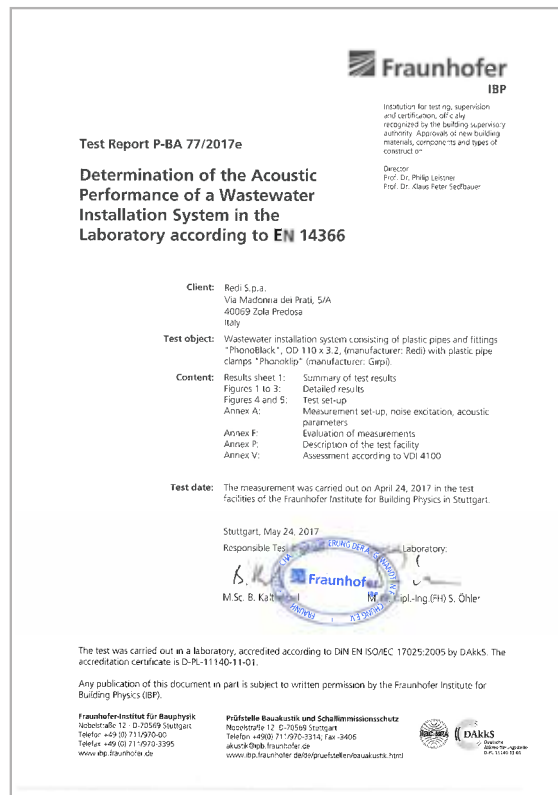 Fraunhofer
IBP
Institution for testing, supervision
and certification, officially
recognized by the building supervisory
authority. Approvals of new building
materials, components and types of
construction
Director
Prof. Dr. Philip Leistner
Prof. Dr. Klaus Peter Sedlbauer
Test Report P-BA 77/2017e
Determination of the Acoustic
Performance of a Wastewater
Installation System in the
Laboratory according to EN 14366
Client: Redi S.p.a.
Via Madonna dei Prati, 5/A
40069 Zola Predosa
Italy
Test object: Wastewater installation system consisting of plastic pipes and fittings
"PhonoBlack", OD 110 x 3.2, (manufacturer: Redi) with plastic pipe
clamps "Phonoklip" (manufacturer: Girpi).
Content: Results sheet 1: Summary of test results
Figures 1 to 3: Detailed results
Figures 4 and 5: Test set-up
Annex A: Measurement set-up, noise excitation, acoustic
parameters
Annex F: Evaluation of measurements
Annex P: Description of the test facility
Annex V: Assessment according to VDI 4100
Test date: The measurement was carried out on April 24, 2017 in the test
facilities of the Fraunhofer Institute for Building Physics in Stuttgart.
Stuttgart, May 24, 2017
Responsible Laboratory:
Fraunhofer
M.Sc. B. S. Öhler
The test was carried out in a laboratory, accredited according to DIN EN ISO/IEC 17025:2005 by DAkkS. The
accreditation certificate is D-PL-11140-11-01.
Any publication of this document in part is subject to written permission by the Fraunhofer Institute for
Building Physics (IBP).
Fraunhofer-Institut für Bauphysik
Nobelstraße 12 · D-70569 Stuttgart
Telefon +49 (0) 711/970-00
Telefax +49 (0) 711/970-3395
www.ibp.fraunhofer.de
Prüfstelle Bauakustik und Schallimmissionsschutz
Nobelstraße 12 · D-70569 Stuttgart
Telefon +49(0) 711/970-3314; Fax -3406
akustik@ipb.fraunhofer.de
www.ibp.fraunhofer.de/de/pruefstellen/bauakustik.html
DAkkS
Deutsche
Akkreditierungsstelle
D-PL-11140-11-01